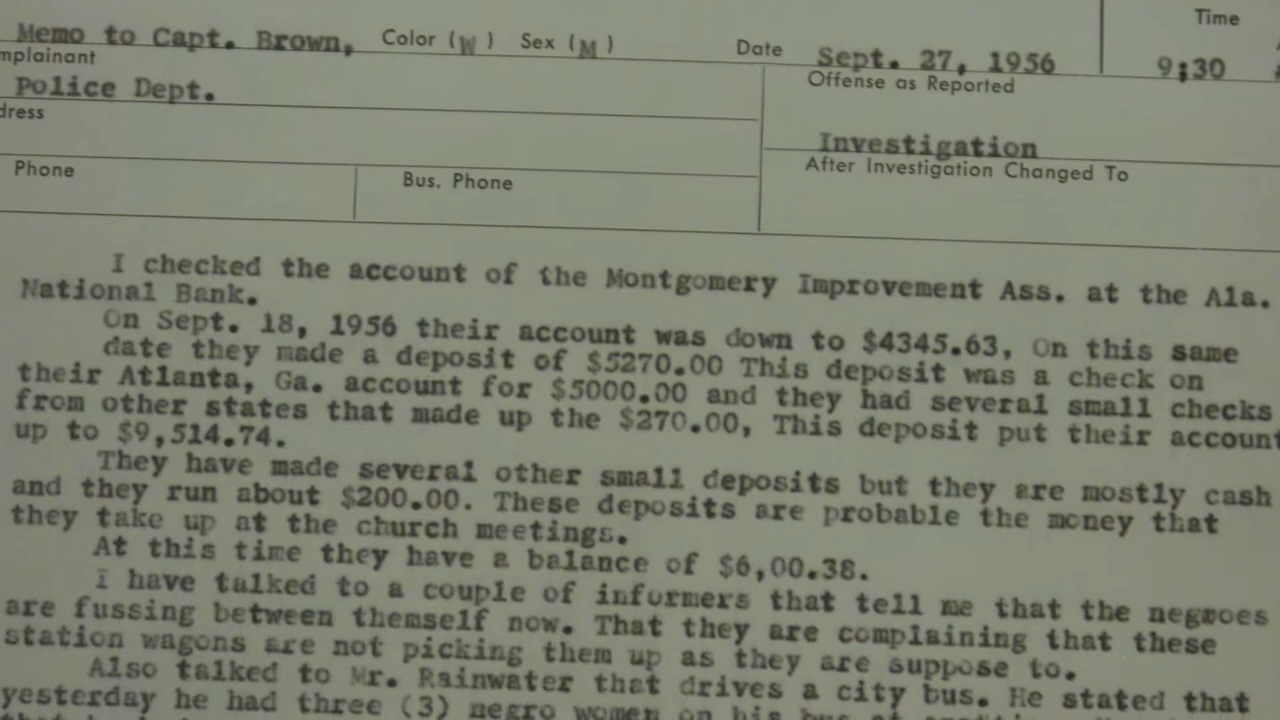 Memo to Capt. Brown, Color (W) Sex (M) Date Sept. 27, 1956 Time 9;30
mplainant
Police Dept. Offense as Reported
dress
Investigation
Phone Bus. Phone After Investigation Changed To
I checked the account of the Montgomery Improvement Ass. at the Ala.
National Bank.
On Sept. 18, 1956 their account was down to $4345.63, On this same
date they made a deposit of $5270.00 This deposit was a check on
their Atlanta, Ga. account for $5000.00 and they had several small checks
from other states that made up the $270.00, This deposit put their account
up to $9,514.74.
They have made several other small deposits but they are mostly cash
and they run about $200.00. These deposits are probable the money that
they take up at the church meetings.
At this time they have a balance of $6,00.38.
I have talked to a couple of informers that tell me that the negroes
are fussing between themself now. That they are complaining that these
station wagons are not picking them up as they are suppose to.
Also talked to Mr. Rainwater that drives a city bus. He stated that
yesterday he had three (3) negro women on his bus at